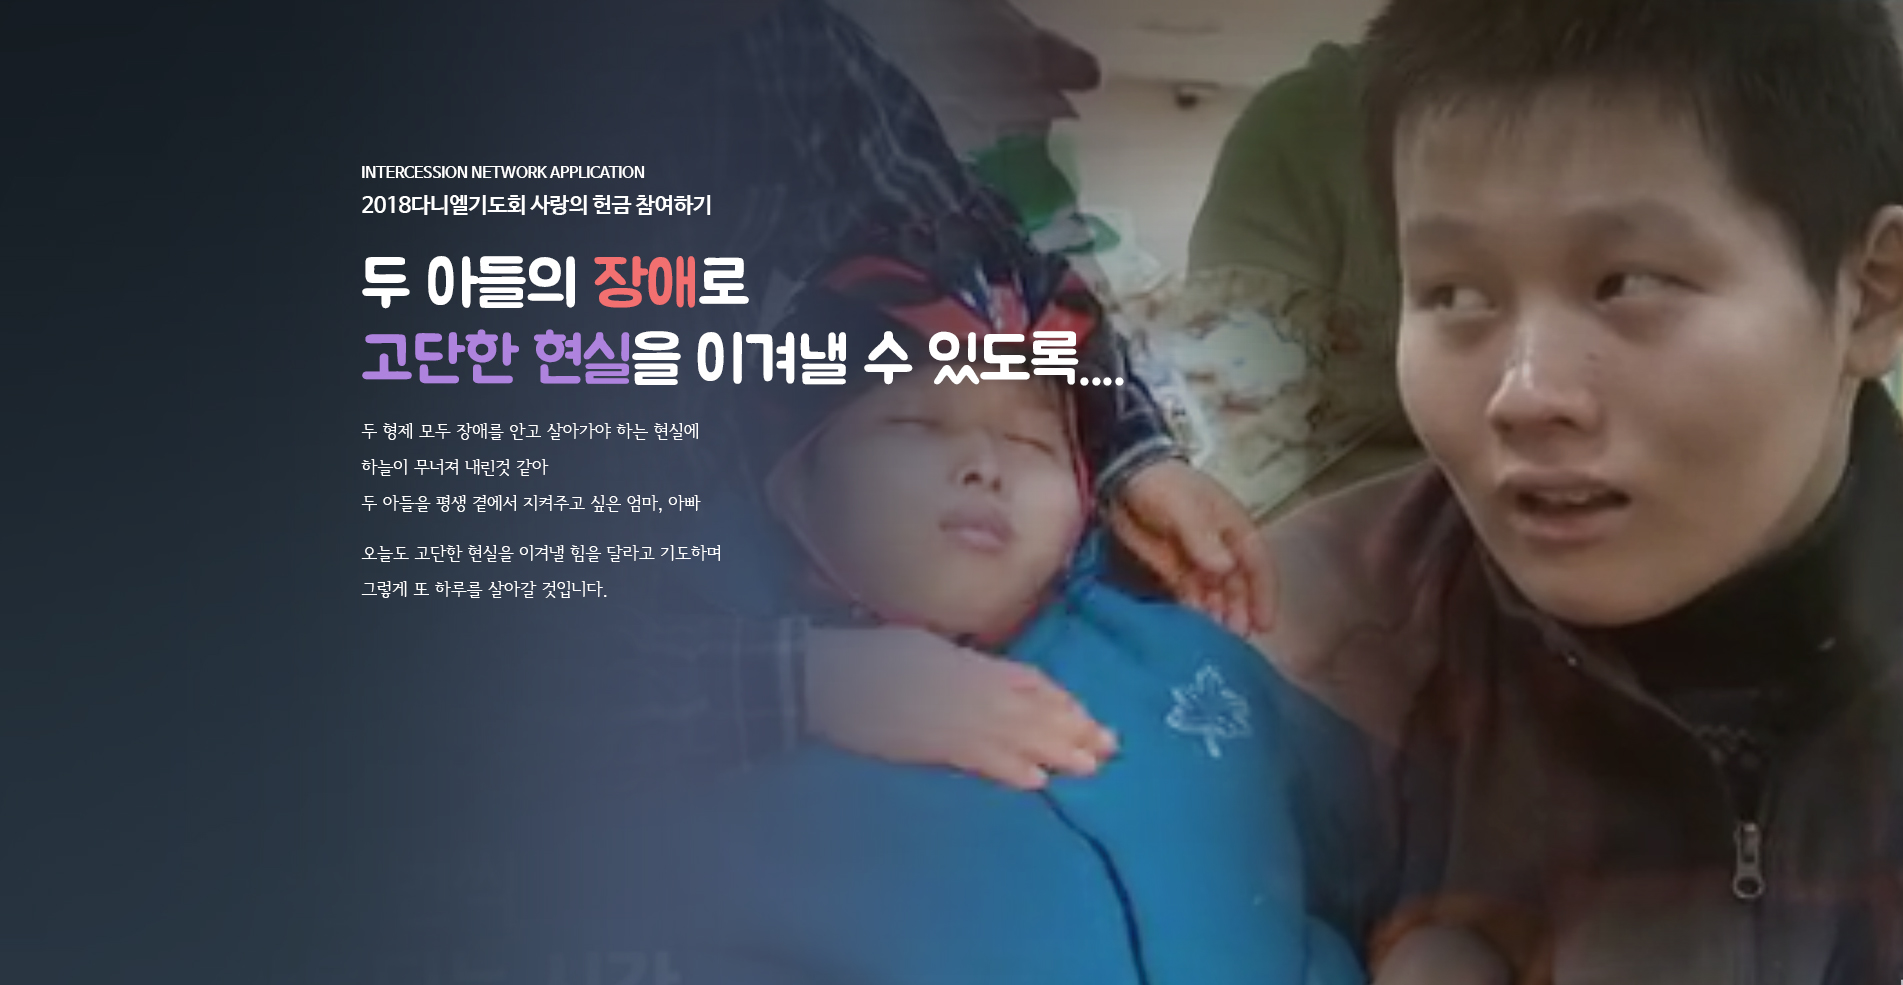 INTERCESSION NETWORK APPLICATION
2018다니엘기도회 사랑의 헌금 참여하기
두 아들의 장애로
고단한 현실을 이겨낼 수 있도록....
두 형제 모두 장애를 안고 살아가야 하는 현실에
하늘이 무너져 내린것 같아
두 아들을 평생 곁에서 지켜주고 싶은 엄마, 아빠
오늘도 고단한 현실을 이겨낼 힘을 달라고 기도하며
그렇게 또 하루를 살아갈 것입니다.